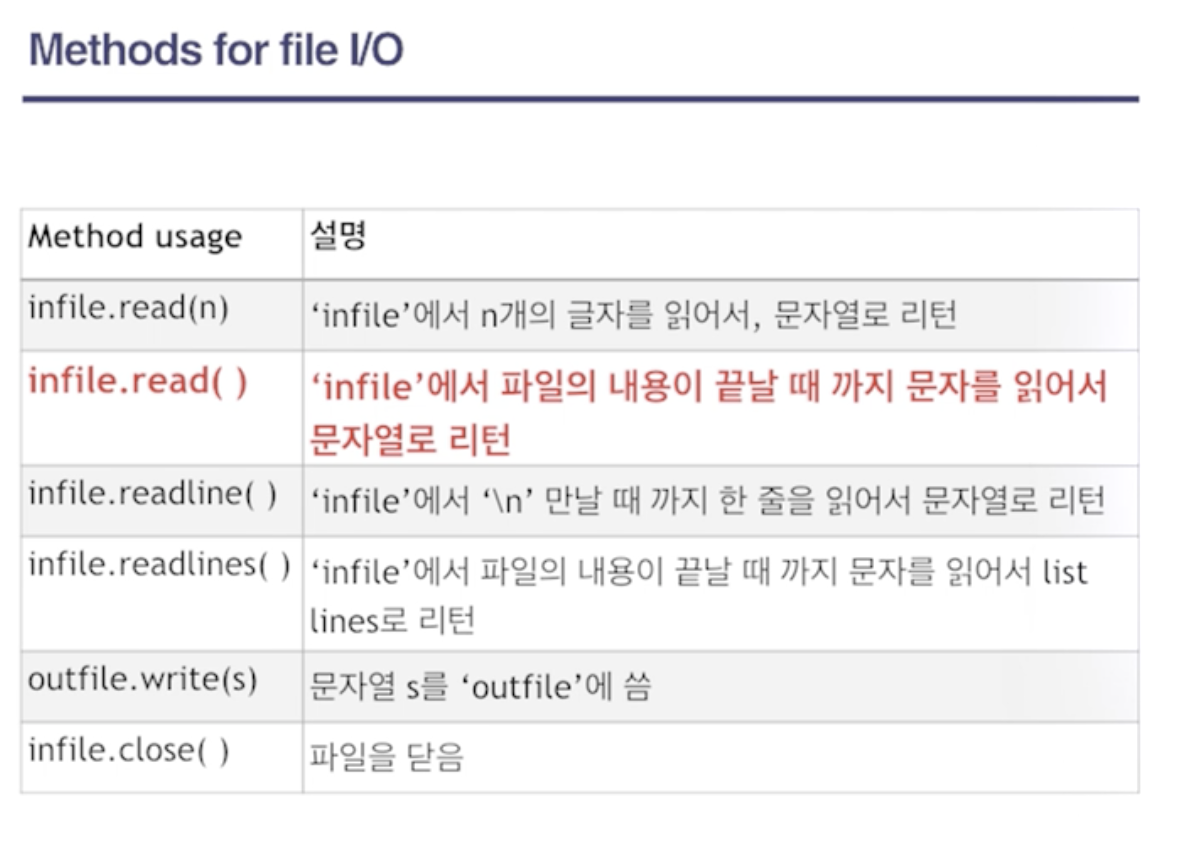 Methods for file I/O
Method usage 설명
infile.read(n) ‘infile’에서 n개의 글자를 읽어서, 문자열로 리턴
infile.read( ) ‘infile’에서 파일의 내용이 끝날 때 까지 문자를 읽어서
문자열로 리턴
infile.readline( ) ‘infile’에서 ‘\n’ 만날 때 까지 한 줄을 읽어서 문자열로 리턴
infile.readlines( ) ‘infile’에서 파일의 내용이 끝날 때 까지 문자를 읽어서 list
lines로 리턴
outfile.write(s) 문자열 s를 ‘outfile’에 씀
infile.close( ) 파일을 닫음